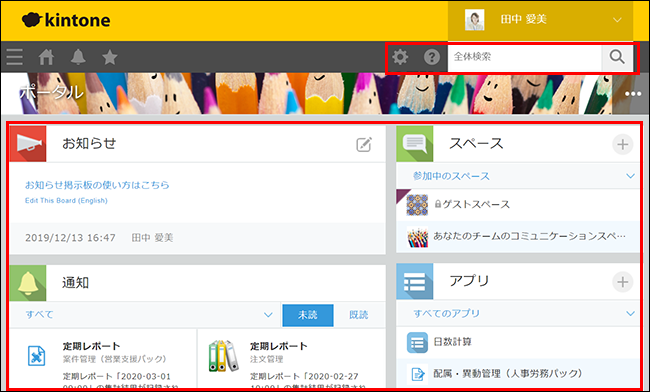 kintone
田中 愛美
全体検索
ポータル
お知らせ
お知らせ掲示板の使い方はこちら
Edit This Board (English)
2019/12/13 16:47 田中 愛美
通知
すべて
未読
既読
定期レポート
案件管理（営業支援パック）
定期レポート「2020-03-01
定期レポート
注文管理
定期レポート「2020-02-27
スペース
参加中のスペース
ゲストスペース
あなたのチームのコミュニケーションスペ…
アプリ
すべてのアプリ
日数計算
配属・異動管理（人事労務パック）